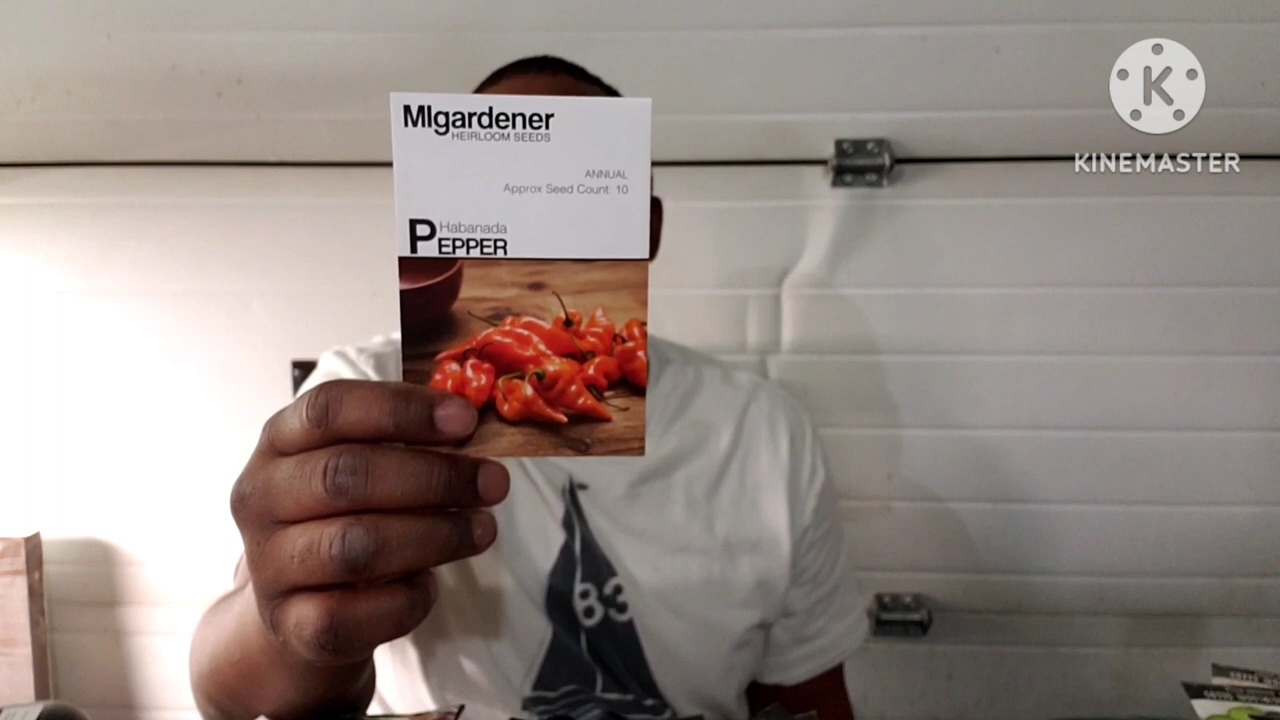 MIgardener
HEIRLOOM SEEDS
ANNUAL
Approx Seed Count: 10
Habanada
PEPPER
83
K
KINEMASTER